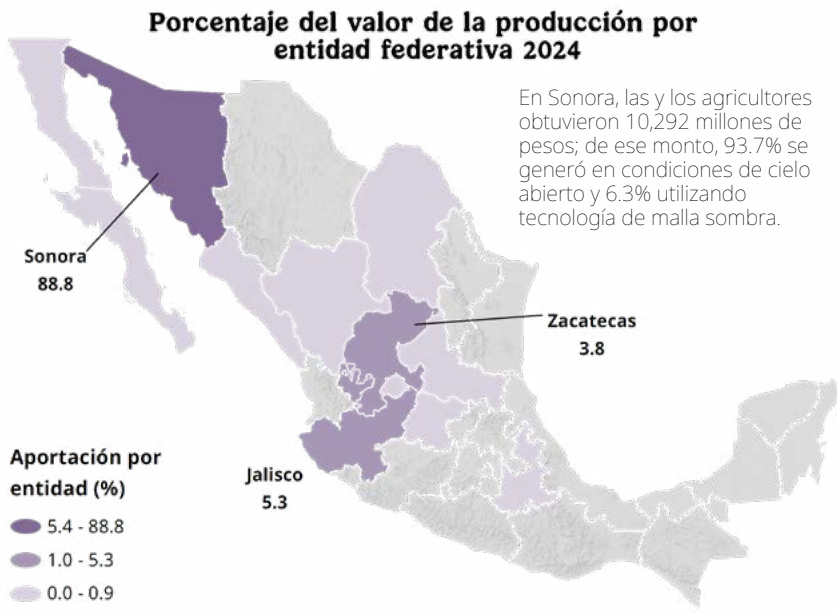 Porcentaje del valor de la producción por
entidad federativa 2024
En Sonora, las y los agricultores
obtuvieron 10,292 millones de
pesos; de ese monto, 93.7% se
generó en condiciones de cielo
abierto y 6.3% utilizando
tecnología de malla sombra.
Sonora
88.8
Zacatecas
3.8
Jalisco
5.3
Aportación por
entidad (%)
5.4 - 88.8
1.0 - 5.3
0.0 - 0.9